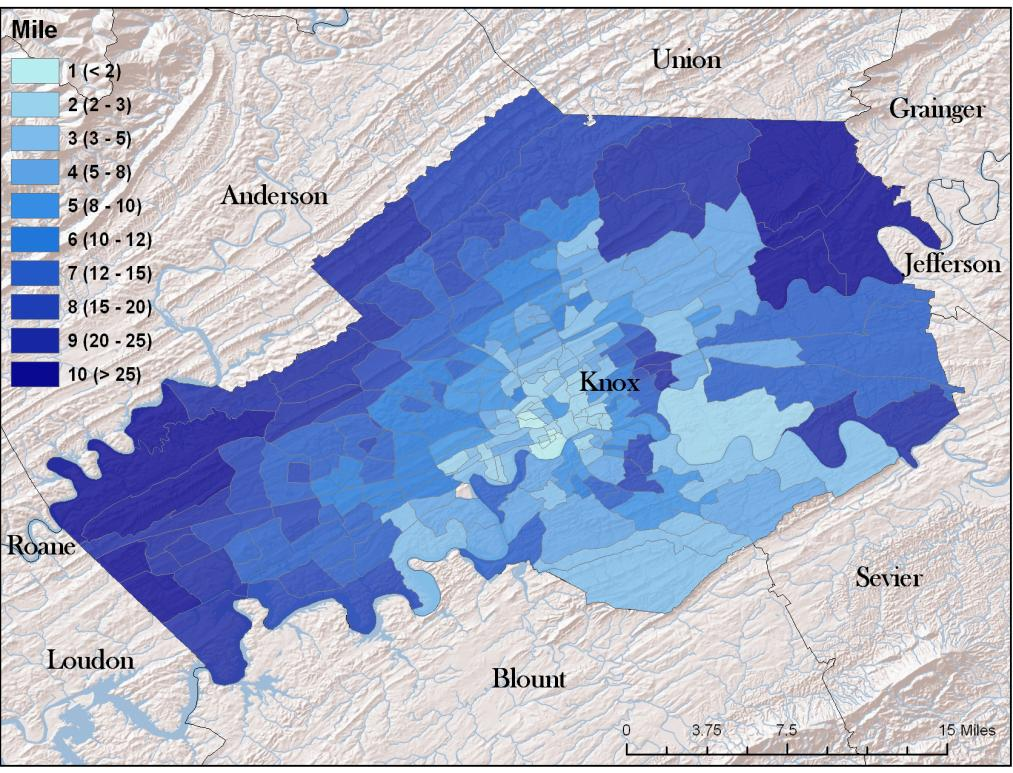 Mile
1 (< 2)
2 (2 - 3)
3 (3 - 5)
4 (5 - 8)
5 (8 - 10)
6 (10 - 12)
7 (12 - 15)
8 (15 - 20)
9 (20 - 25)
10 (> 25)
Union
Grainger
Anderson
Jefferson
Knox
Roane
Sevier
Loudon
Blount
0 3.75 7.5 15 Miles